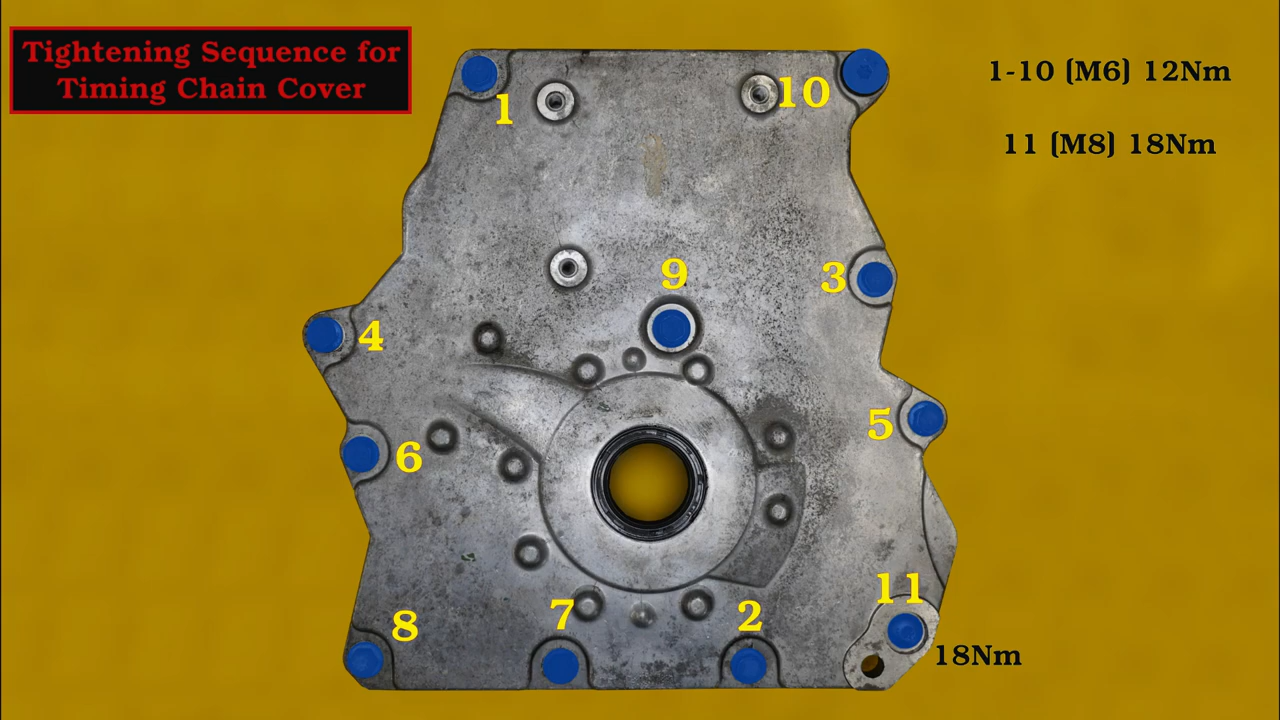 Tightening Sequence for
Timing Chain Cover
1-10 (M6) 12Nm
11 (M8) 18Nm
1
10
9
3
4
5
6
11
7
2
8
18Nm